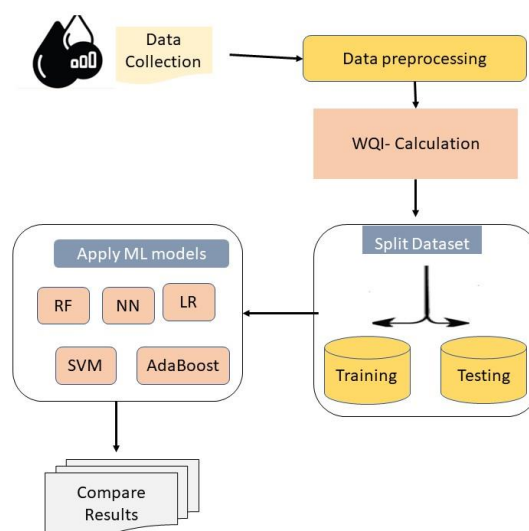 Data
Collection
Data preprocessing
WQI- Calculation
Split Dataset
Training
Testing
Apply ML models
RF
NN
LR
SVM
AdaBoost
Compare
Results